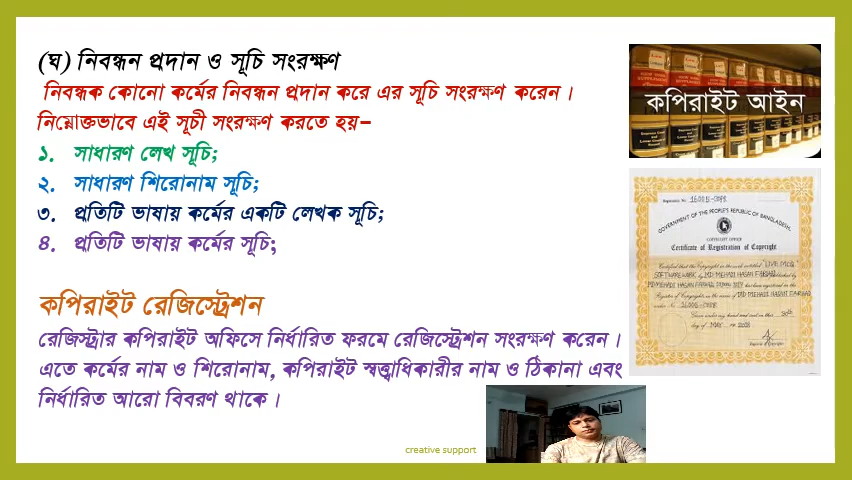 (ঘ) নিবন্ধন প্রদান ও সূচি সংরক্ষণ
নিবন্ধক কোনো কর্মের নিবন্ধন প্রদান করে এর সূচি সংরক্ষণ করেন।
নিম্নোক্তভাবে এই সূচী সংরক্ষণ করতে হয়–
১. সাধারণ লেখ সূচি;
২. সাধারণ শিরোনাম সূচি;
৩. প্রতিটি ভাষায় কর্মের একটি লেখক সূচি;
৪. প্রতিটি ভাষায় কর্মের সূচি;
কপিরাইট রেজিস্ট্রেশন
রেজিস্ট্রার কপিরাইট অফিসে নির্ধারিত ফরমে রেজিস্ট্রেশন সংরক্ষণ করেন।
এতে কর্মের নাম ও শিরোনাম, কপিরাইট স্বত্ত্বাধিকারীর নাম ও ঠিকানা এবং
নির্ধারিত আরো বিবরণ থাকে।
কপিরাইট আইন
GOVERNMENT OF THE PEOPLE'S REPUBLIC OF BANGLADESH
COPYRIGHT OFFICE
Certificate of Registration of Copyright
creative support